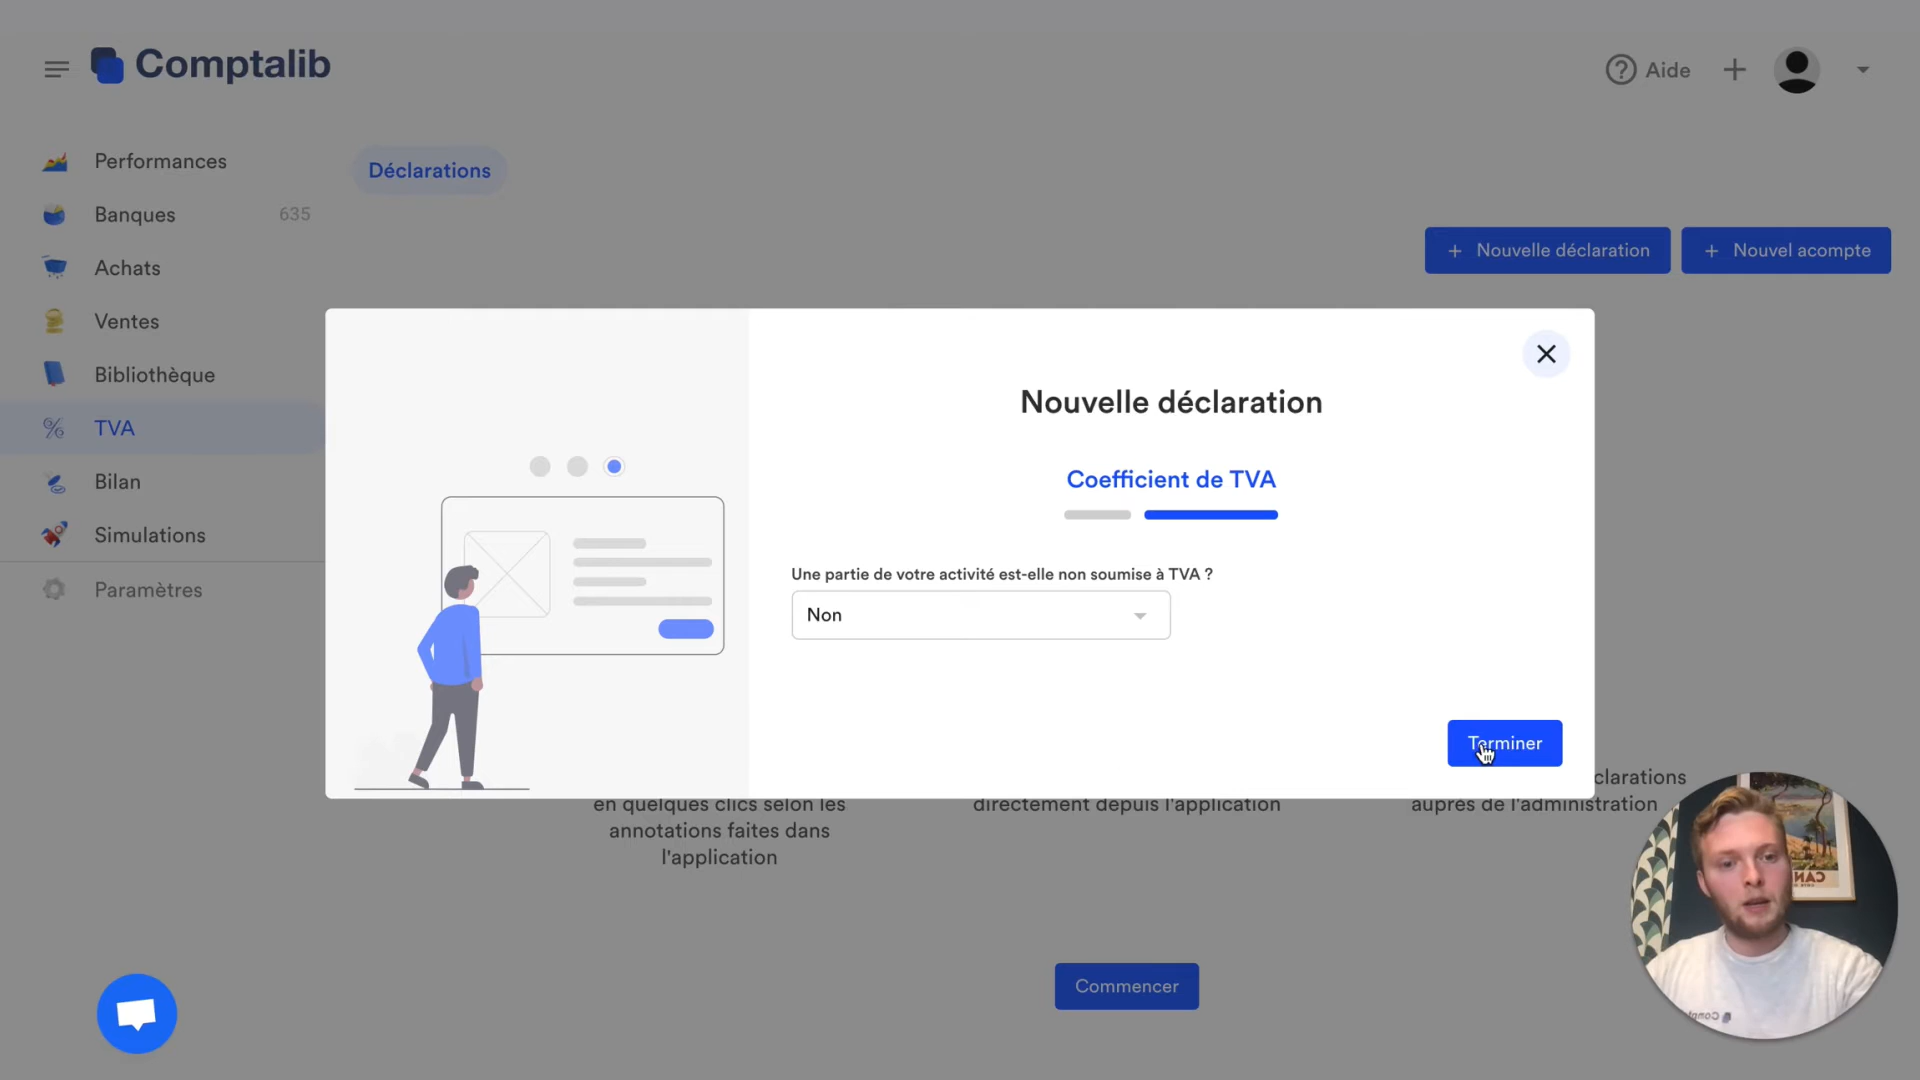 Comptalib
Aide
Performances
Déclarations
Banques 635
Nouvelle déclaration
Nouvel acompte
Achats
Ventes
Bibliothèque
TVA
Bilan
Simulations
Paramètres
Nouvelle déclaration
Coefficient de TVA
Une partie de votre activité est-elle non soumise à TVA ?
Non
Terminer
clarations
en quelques clics selon les
annotations faites dans
l'application
directement depuis l'application
auprès de l'administration
Commencer